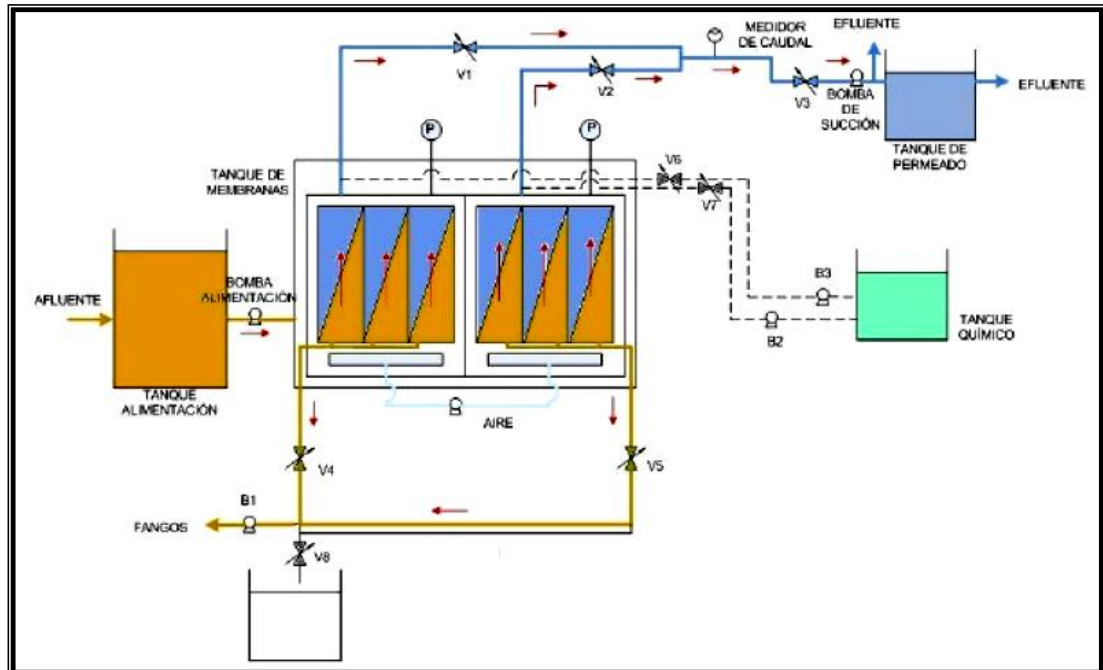 EFLUENTE
MEDIDOR
DE CAUDAL
V1
V2
V3
BOMBA
DE
SUCCIÓN
EFLUENTE
TANQUE DE
PERMEADO
P
P
TANQUE DE
MEMBRANAS
V6
V7
BOMBA
ALIMENTACIÓN
AFLUENTE
TANQUE
ALIMENTACIÓN
B3
B2
TANQUE
QUÍMICO
AIRE
V4
V5
B1
FANGOS
V8